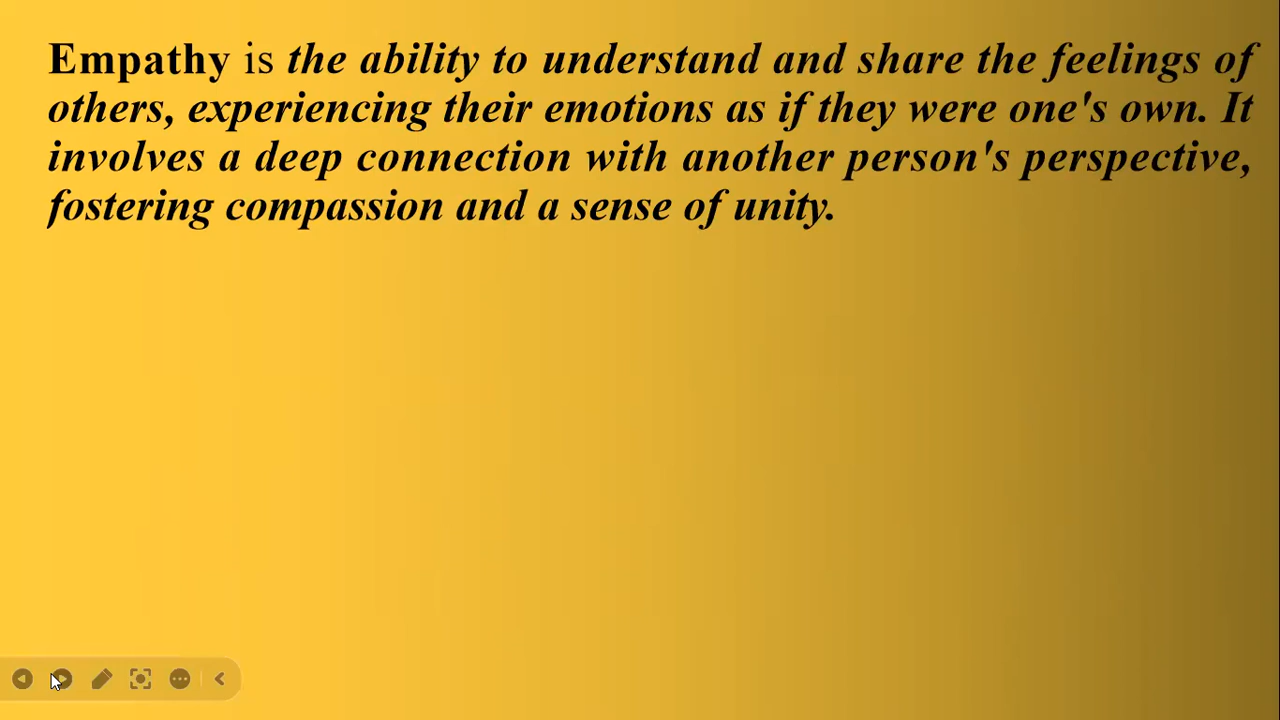 Empathy is the ability to understand and share the feelings of
others, experiencing their emotions as if they were one's own. It
involves a deep connection with another person's perspective,
fostering compassion and a sense of unity.